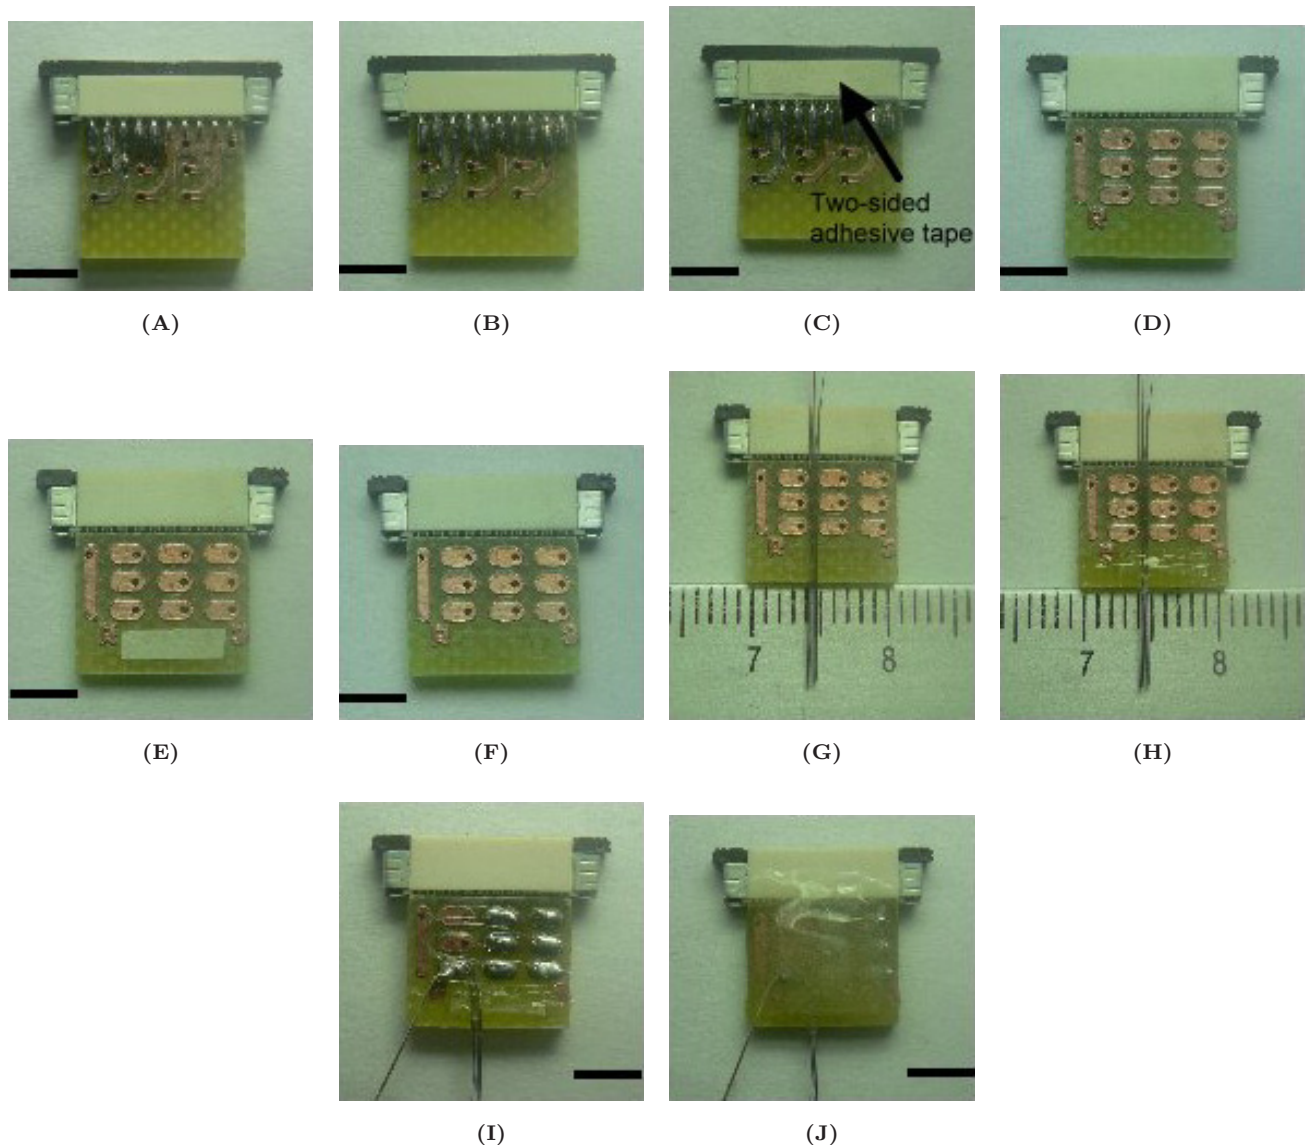 Two-sided
adhesive tape
(A)
(B)
(C)
(D)
7
8
7
8
(E)
(F)
(G)
(H)
(I)
(J)